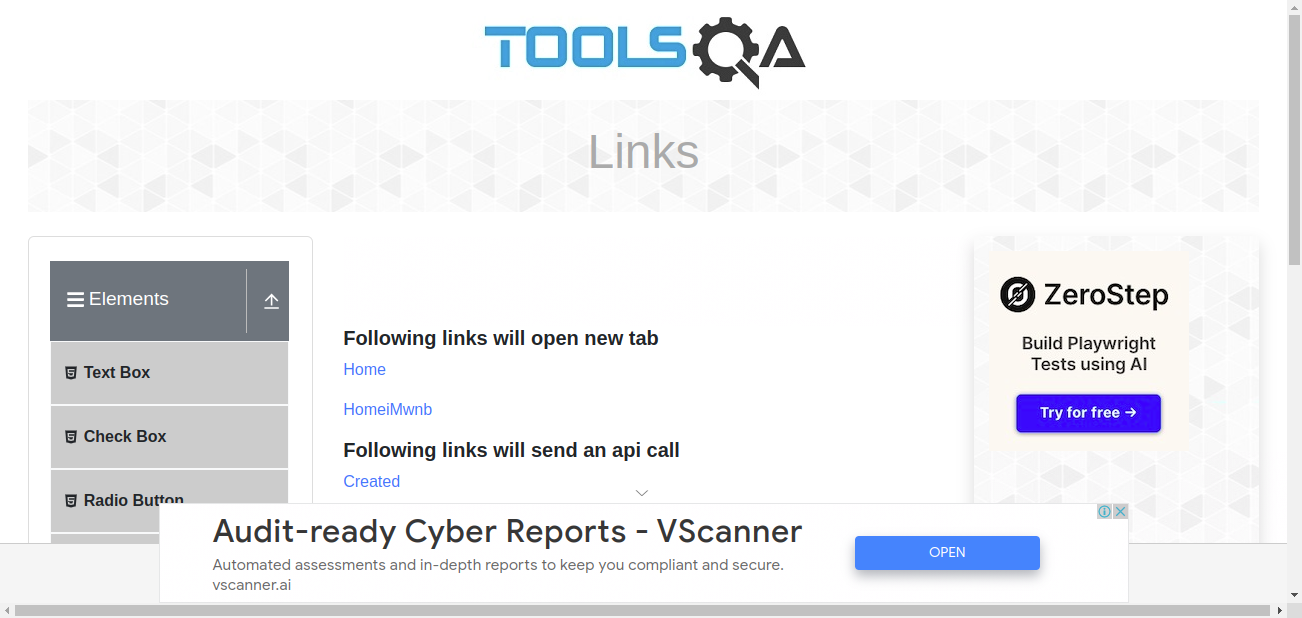 TOOLSQA
Links
Elements
Text Box
Check Box
Radio Button
Following links will open new tab
Home
HomeiMwnb
Following links will send an api call
Created
ZeroStep
Build Playwright
Tests using AI
Try for free →
Audit-ready Cyber Reports - VScanner
Automated assessments and in-depth reports to keep you compliant and secure.
vscanner.ai
OPEN